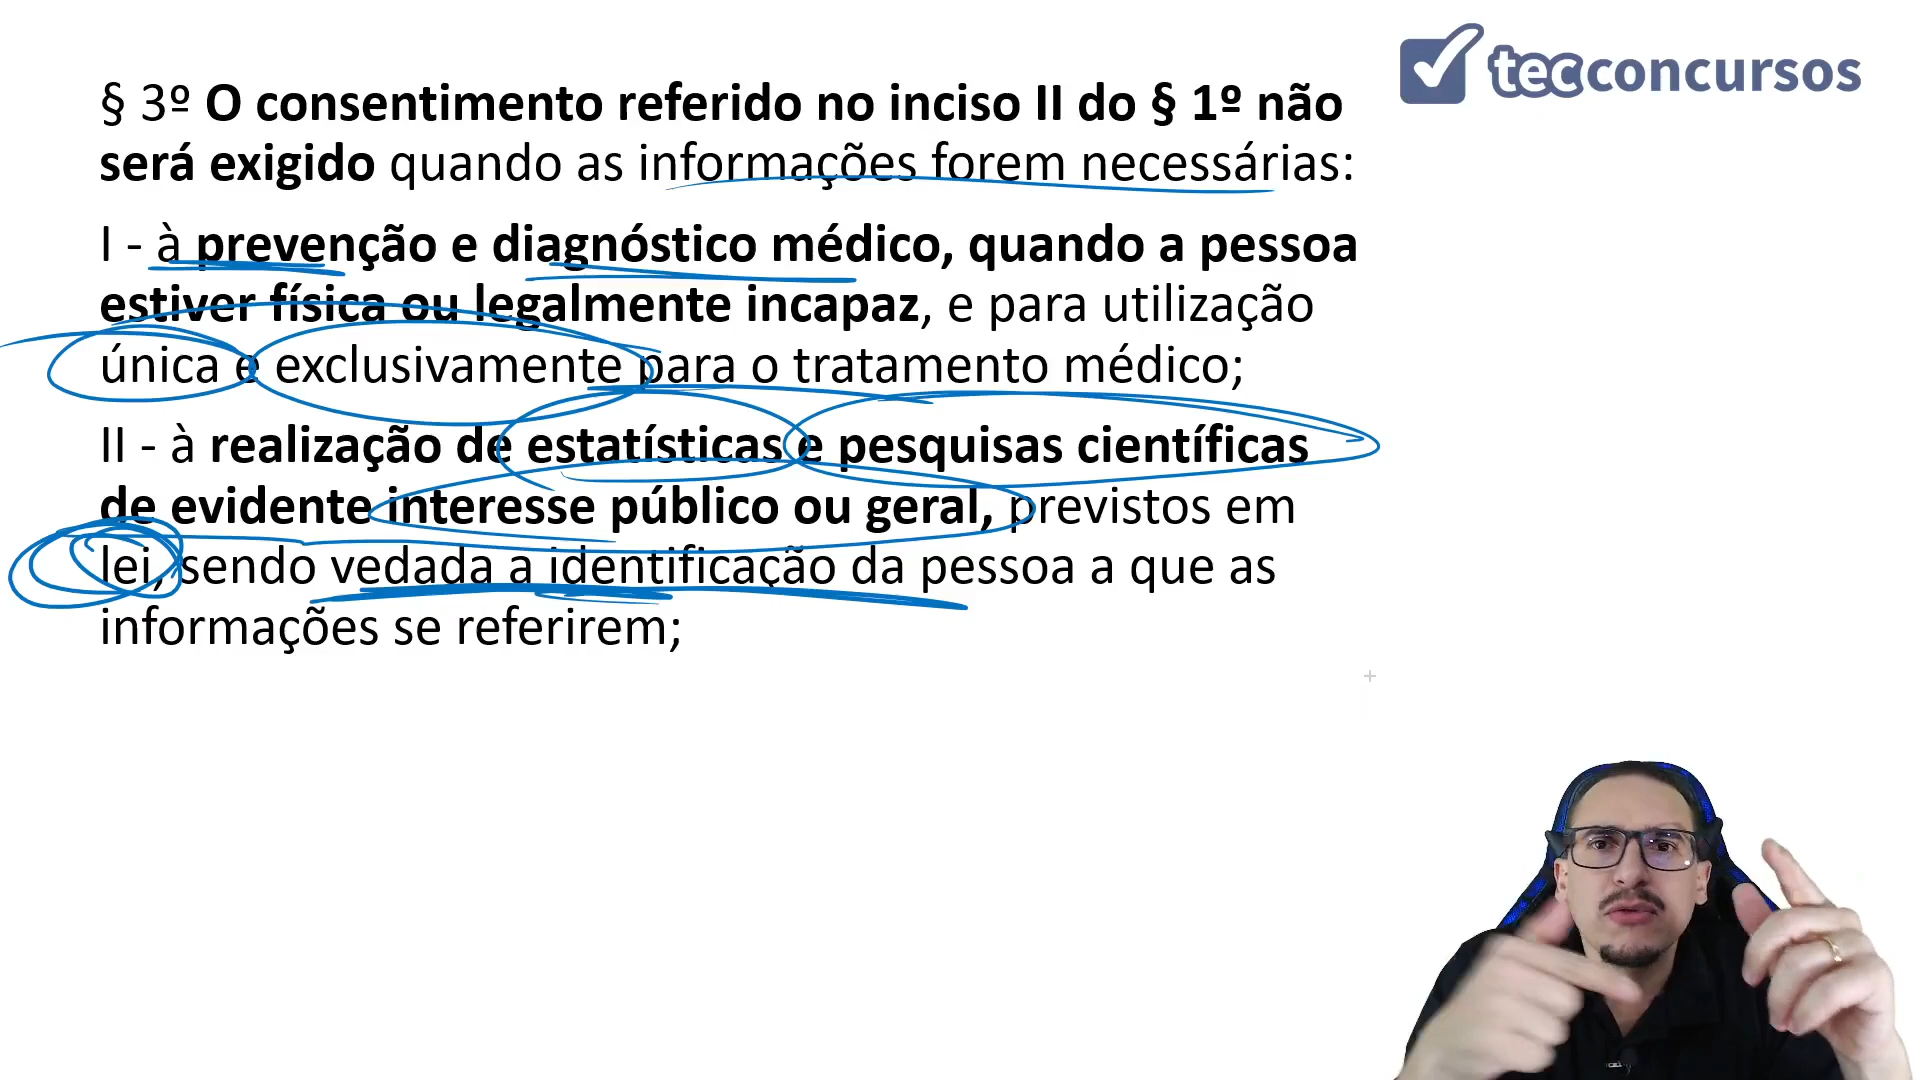 tecconcursos
§ 3º O consentimento referido no inciso II do § 1º não
será exigido quando as informações forem necessárias:
I - à prevenção e diagnóstico médico, quando a pessoa
estiver física ou legalmente incapaz, e para utilização
única e exclusivamente para o tratamento médico;
II - à realização de estatísticas e pesquisas científicas
de evidente interesse público ou geral, previstos em
lei, sendo vedada a identificação da pessoa a que as
informações se referirem;